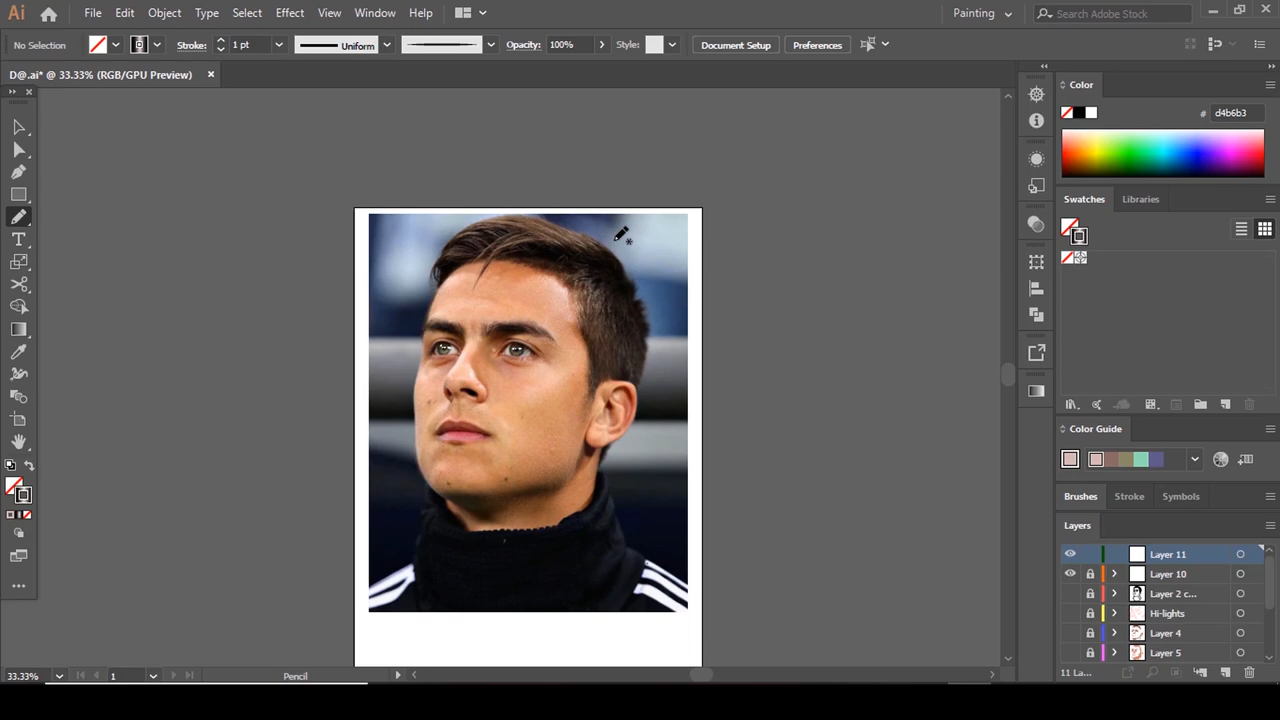 Ai File Edit Object Type Select Effect View Window Help Painting Search Adobe Stock
No Selection Stroke: 1 pt Uniform Opacity: 100% Style: Document Setup Preferences
D@.ai* @ 33.33% (RGB/GPU Preview)
Color
# d4b6b3
Swatches Libraries
Color Guide
Brushes Stroke Symbols
Layers
Layer 11
Layer 10
Layer 2 c...
Hi-lights
Layer 4
Layer 5
33.33% 1 Pencil 11 La...